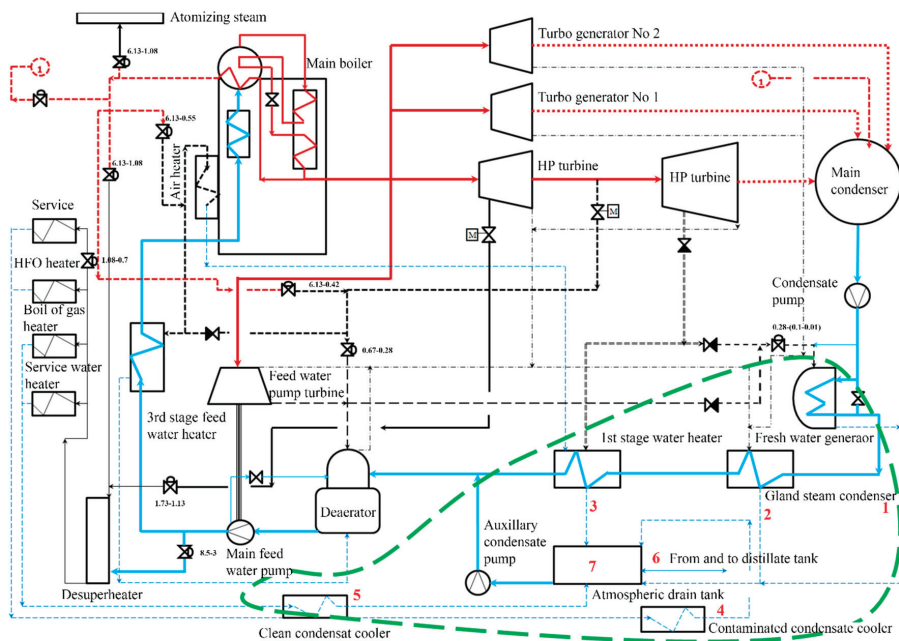 Atomizing steam
6.13-1.08
1
Main boiler
Turbo generator No 2
Turbo generator No 1
1
6.13-0.55
6.13-1.08
Air heater
HP turbine
HP turbine
Main
condenser
Service
M
M
1.08-0.7
HFO heater
6.13-0.42
Boil of gas
heater
Condensate
pump
0.28-(0.1-0.01)
Service water
heater
0.67-0.28
Feed water
pump turbine
3rd stage feed
water heater
1st stage water heater
Fresh water generaor
Gland steam condenser
1
1.73-1.13
Deaerator
3
2
Auxillary
condensate
pump
8.5-3
Main feed
water pump
7
6
From and to distillate tank
Desuperheater
5
Atmospheric drain tank
4
Clean condensat cooler
Contaminated condensate cooler